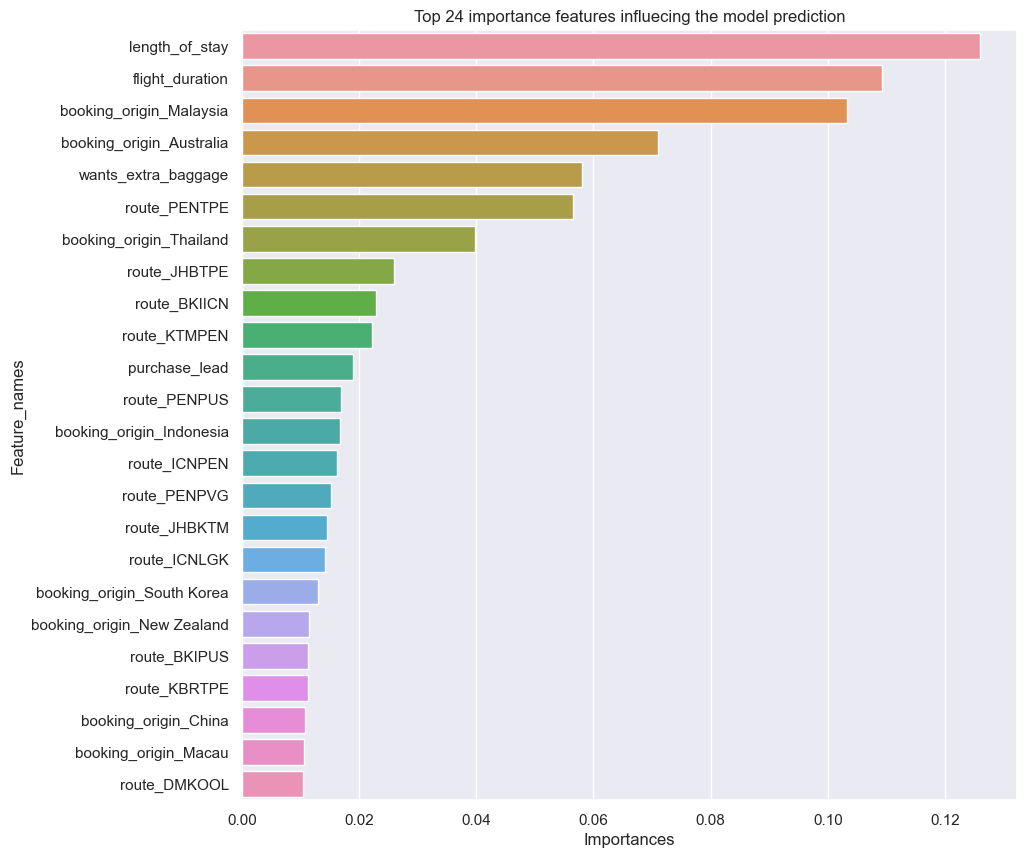 Top 24 importance features influecing the model prediction
length_of_stay
flight_duration
booking_origin_Malaysia
booking_origin_Australia
wants_extra_baggage
route_PENTPE
booking_origin_Thailand
route_JHBTPE
route_BKIICN
route_KTMPEN
purchase_lead
route_PENPUS
booking_origin_Indonesia
route_ICNPEN
route_PENPVG
route_JHBKTM
route_ICNLGK
booking_origin_South Korea
booking_origin_New Zealand
route_BKIPUS
route_KBRTPE
booking_origin_China
booking_origin_Macau
route_DMKOOL
Feature_names
0.00 0.02 0.04 0.06 0.08 0.10 0.12
Importances